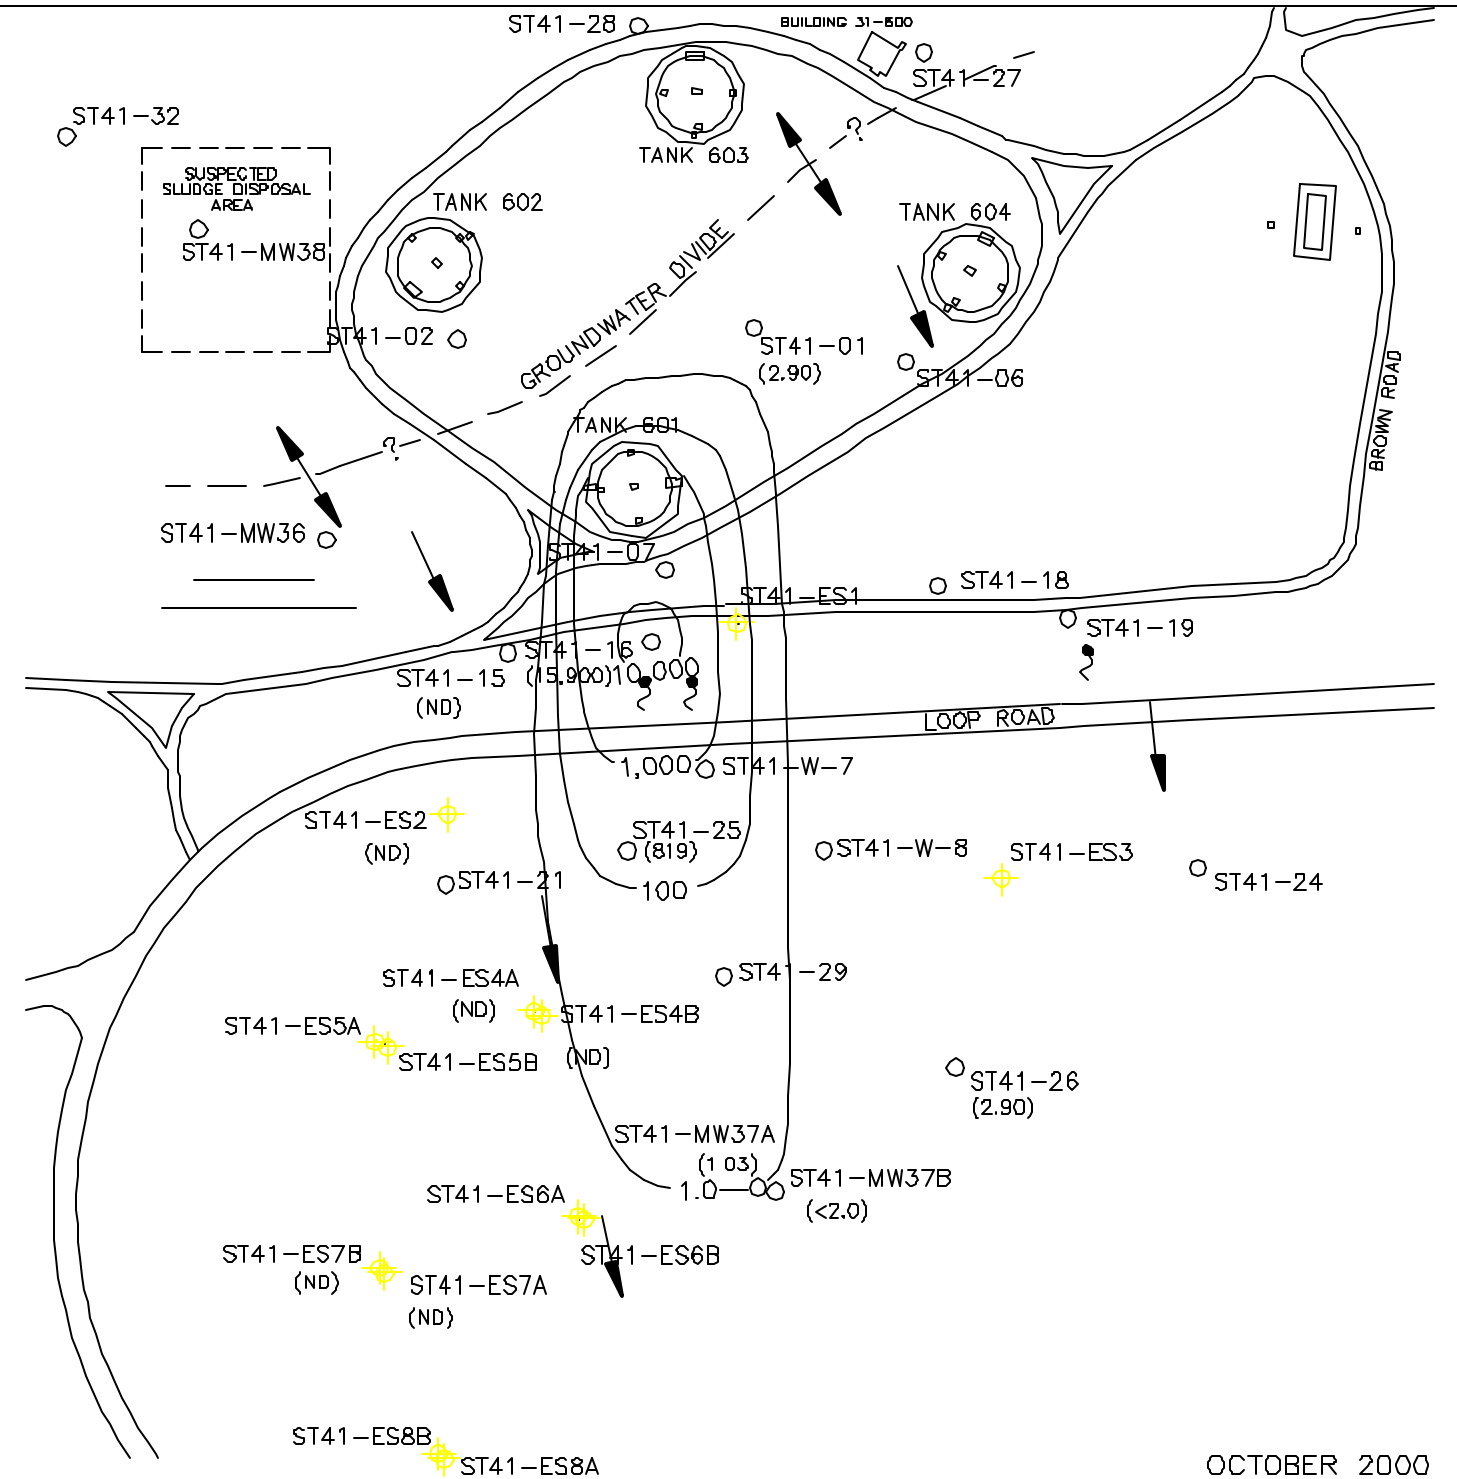 ST41-28
BUILDING 31-600
ST41-27
ST41-32
TANK 603
?
SUSPECTED
SLUDGE DISPOSAL
AREA
TANK 602
TANK 604
ST41-MW38
GROUNDWATER DIVIDE
ST41-02
ST41-01
(2.90)
ST41-06
BROWN ROAD
TANK 601
?
ST41-MW36
ST41-07
ST41-18
ST41-ES1
ST41-19
ST41-16
(15,900)
10,000
ST41-15
(ND)
LOOP ROAD
1,000
ST41-W-7
ST41-ES2
(ND)
ST41-25
(819)
ST41-W-8
ST41-ES3
ST41-21
100
ST41-24
ST41-ES4A
(ND)
ST41-29
ST41-ES4B
(ND)
ST41-ES5A
ST41-ES5B
ST41-26
(2.90)
ST41-MW37A
(1 03)
1.0
ST41-MW37B
(<2.0)
ST41-ES6A
ST41-ES6B
ST41-ES7B
(ND)
ST41-ES7A
(ND)
ST41-ES8B
ST41-ES8A
OCTOBER 2000